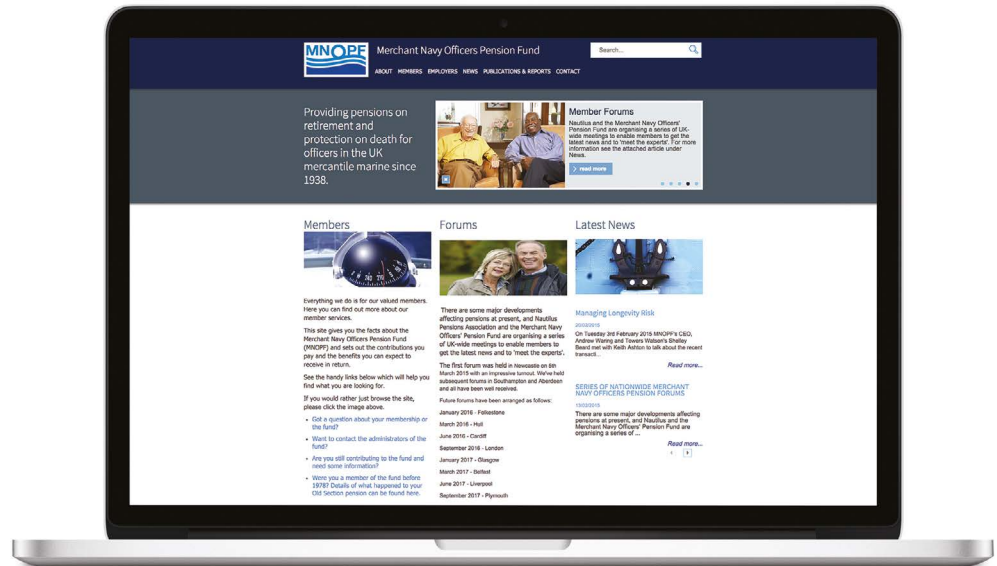 MNOPF
Merchant Navy Officers Pension Fund
Search...
ABOUT MEMBERS EMPLOYERS NEWS PUBLICATIONS & REPORTS CONTACT
Providing pensions on
retirement and
protection on death for
officers in the UK
mercantile marine since
1938.
Member Forums
Nautilus and the Merchant Navy Officers'
Pension Fund are organising a series of UK-
wide meetings to enable members to get the
latest news and to 'meet the experts'. For more
information see the attached article under
News.
read more
Members
Everything we do is for our valued members.
Here you can find out more about our
member services.
This site gives you the facts about the
Merchant Navy Officers Pension Fund
(MNOPF) and sets out the contributions you
pay and the benefits you can expect to
receive in return.
See the handy links below which will help you
find what you are looking for.
If you would rather just browse the site,
please click the image above.
• Got a question about your membership or
the fund?
• Want to contact the administrators of the
fund?
• Are you still contributing to the fund and
need some information?
• Were you a member of the fund before
1978? Details of what happened to your
Old Section pension can be found here.
Forums
There are some major developments
affecting pensions at present, and Nautilus
Pensions Association and the Merchant Navy
Officers' Pension Fund are organising a series
of UK-wide meetings to enable members to
get the latest news and to 'meet the experts'.
The first forum was held in Newcastle on 5th
March 2015 with an impressive turnout. We've held
subsequent forums in Southampton and Aberdeen
and all have been well received.
Future forums have been arranged as follows:
January 2016 - Folkestone
March 2016 - Hull
June 2016 - Cardiff
September 2016 - London
January 2017 - Glasgow
March 2017 - Belfast
June 2017 - Liverpool
September 2017 - Plymouth
Latest News
Managing Longevity Risk
20/02/2015
On Tuesday 3rd February 2015 MNOPF's CEO,
Andrew Waring and Towers Watson's Shelley
Beard met with Keith Ashton to talk about the recent
transacti...
Read more...
SERIES OF NATIONWIDE MERCHANT
NAVY OFFICERS PENSION FORUMS
13/02/2015
There are some major developments affecting
pensions at present, and Nautilus and the
Merchant Navy Officers' Pension Fund are
organising a series of ...
Read more...